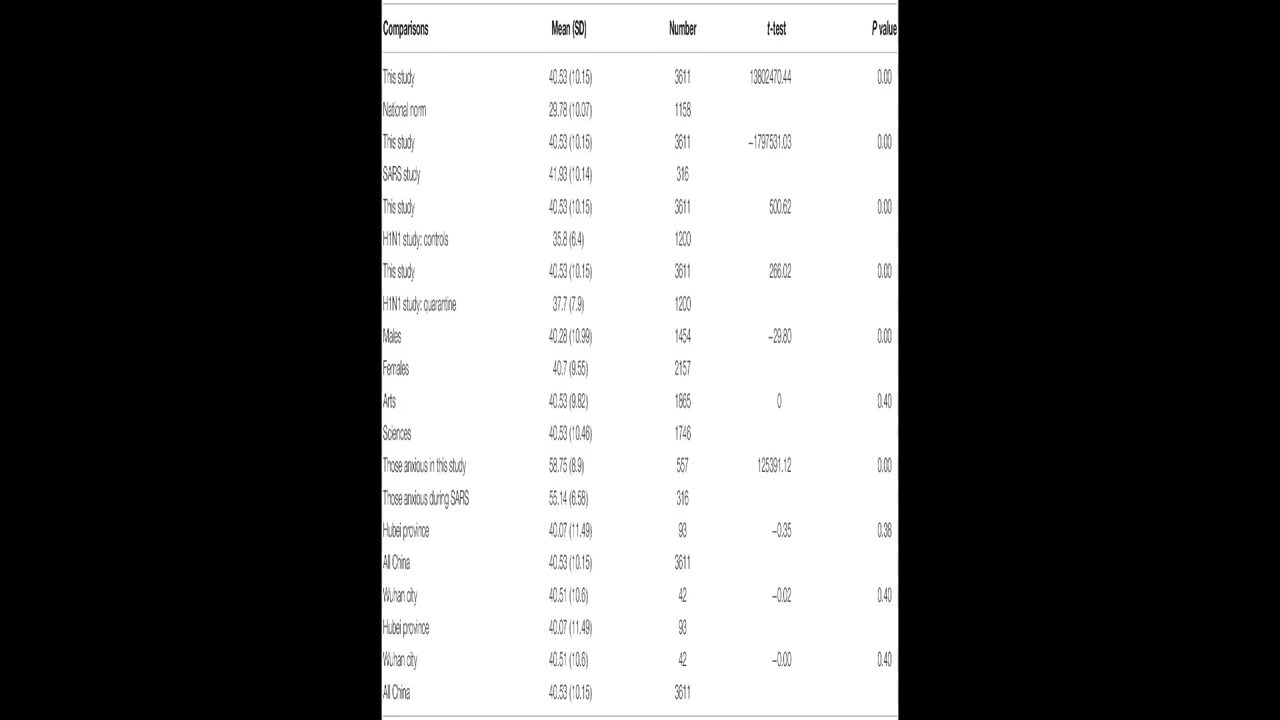 Comparisons Mean (SD) Number t-test P value
This study 40.53 (10.15) 3611 13802470.44 0.00
National norm 29.78 (10.07) 1158
This study 40.53 (10.15) 3611 −1797531.03 0.00
SARS study 41.93 (10.14) 316
This study 40.53 (10.15) 3611 500.62 0.00
H1N1 study: controls 35.8 (6.4) 1200
This study 40.53 (10.15) 3611 266.02 0.00
H1N1 study: quarantine 37.7 (7.9) 1200
Males 40.28 (10.99) 1454 −29.80 0.00
Females 40.7 (9.55) 2157
Arts 40.53 (9.82) 1865 0 0.40
Sciences 40.53 (10.46) 1746
Those anxious in this study 58.75 (8.9) 557 125391.12 0.00
Those anxious during SARS 55.14 (6.58) 316
Hubei province 40.07 (11.49) 93 −0.35 0.38
All China 40.53 (10.15) 3611
Wuhan city 40.51 (10.6) 42 −0.02 0.40
Hubei province 40.07 (11.49) 93
Wuhan city 40.51 (10.6) 42 −0.00 0.40
All China 40.53 (10.15) 3611